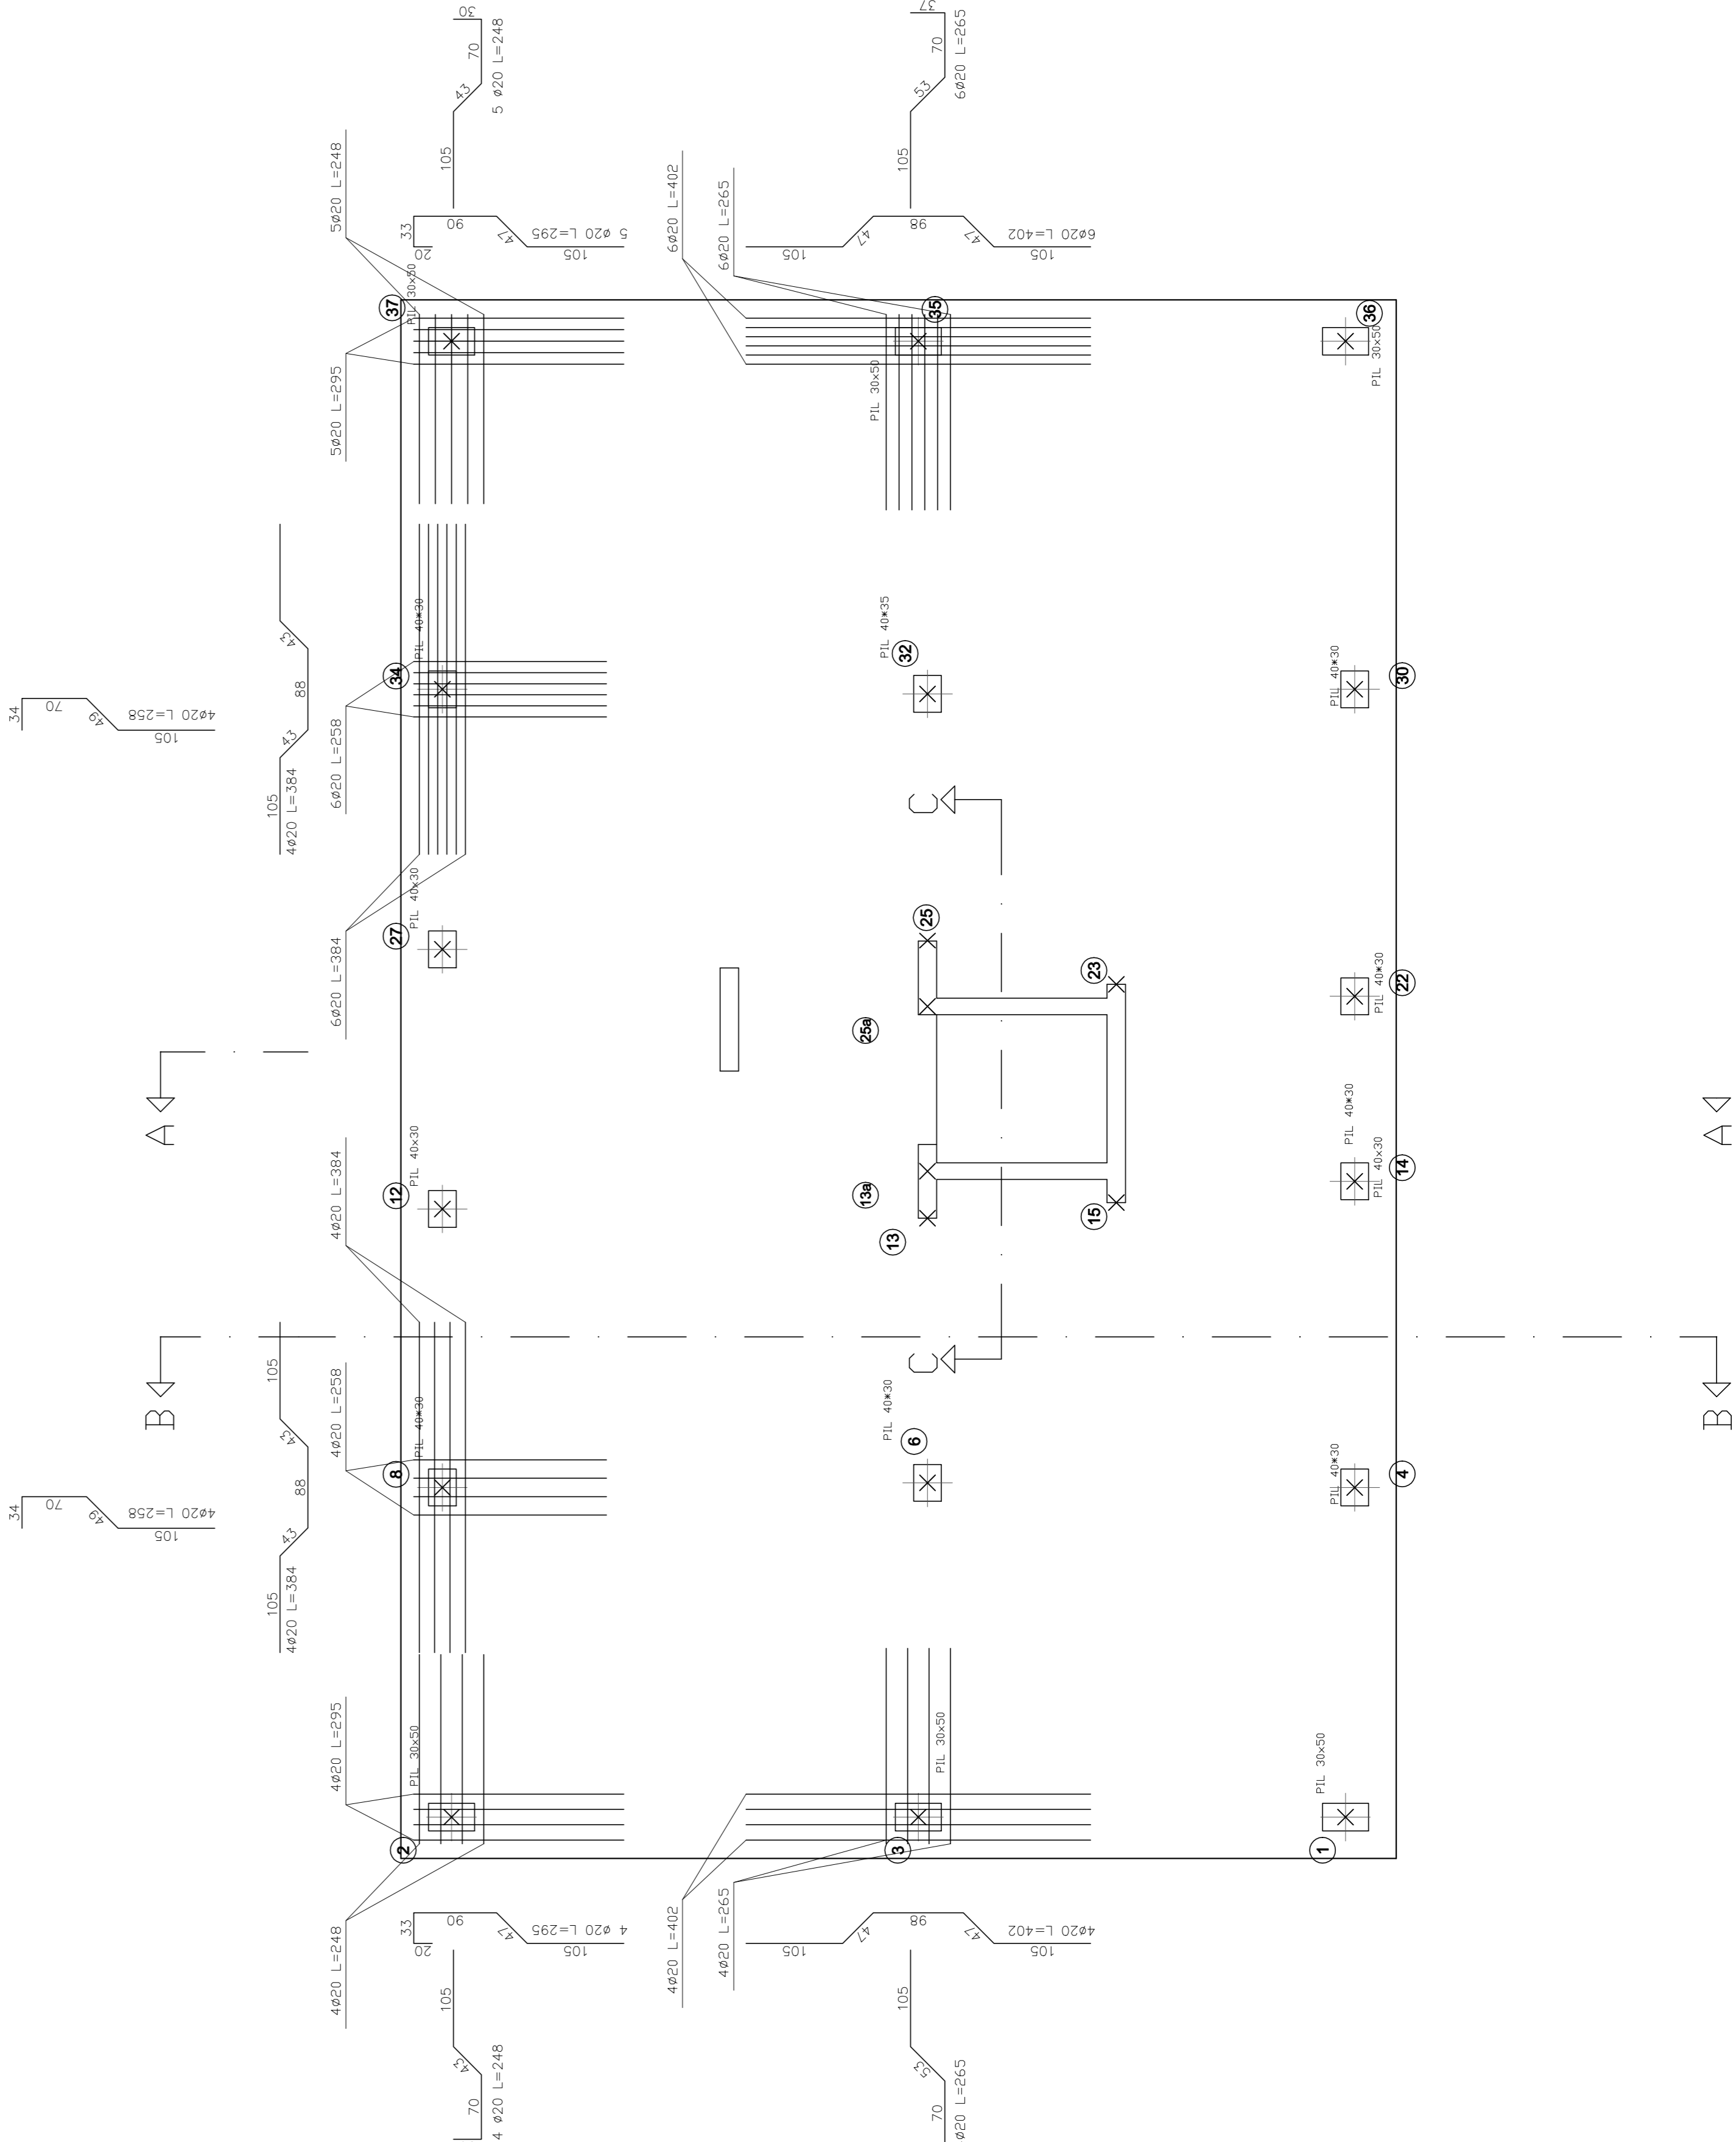 30
70
43
105
5 ø20 L=248
37
70
53
105
6ø20 L=265
5ø20 L=248
33
20
90
47
105
5 ø20 L=295
6ø20 L=402
6ø20 L=265
105
47
98
47
105
6ø20 L=402
37
PIL 30x50
35
PIL 30x50
36
PIL 30x50
5ø20 L=295
34
70
49
105
4ø20 L=258
43
88
43
105
4ø20 L=384
6ø20 L=258
34
PIL 40*30
PIL 40*35
32
PIL 40*30
30
C
6ø20 L=384
27
PIL 40x30
25
25a
23
PIL 40*30
22
A
A
4ø20 L=384
12
PIL 40x30
13a
13
15
PIL 40*30
PIL 40x30
14
B
B
C
34
70
49
105
4ø20 L=258
105
43
88
43
105
4ø20 L=384
4ø20 L=258
8
PIL 40*30
PIL 40*30
6
PIL 40*30
4
4ø20 L=295
PIL 30x50
2
PIL 30x50
3
PIL 30x50
1
4ø20 L=248
33
20
90
47
105
4 ø20 L=295
4ø20 L=402
4ø20 L=265
105
47
98
47
105
4ø20 L=402
105
43
70
4 ø20 L=248
105
53
70
ø20 L=265